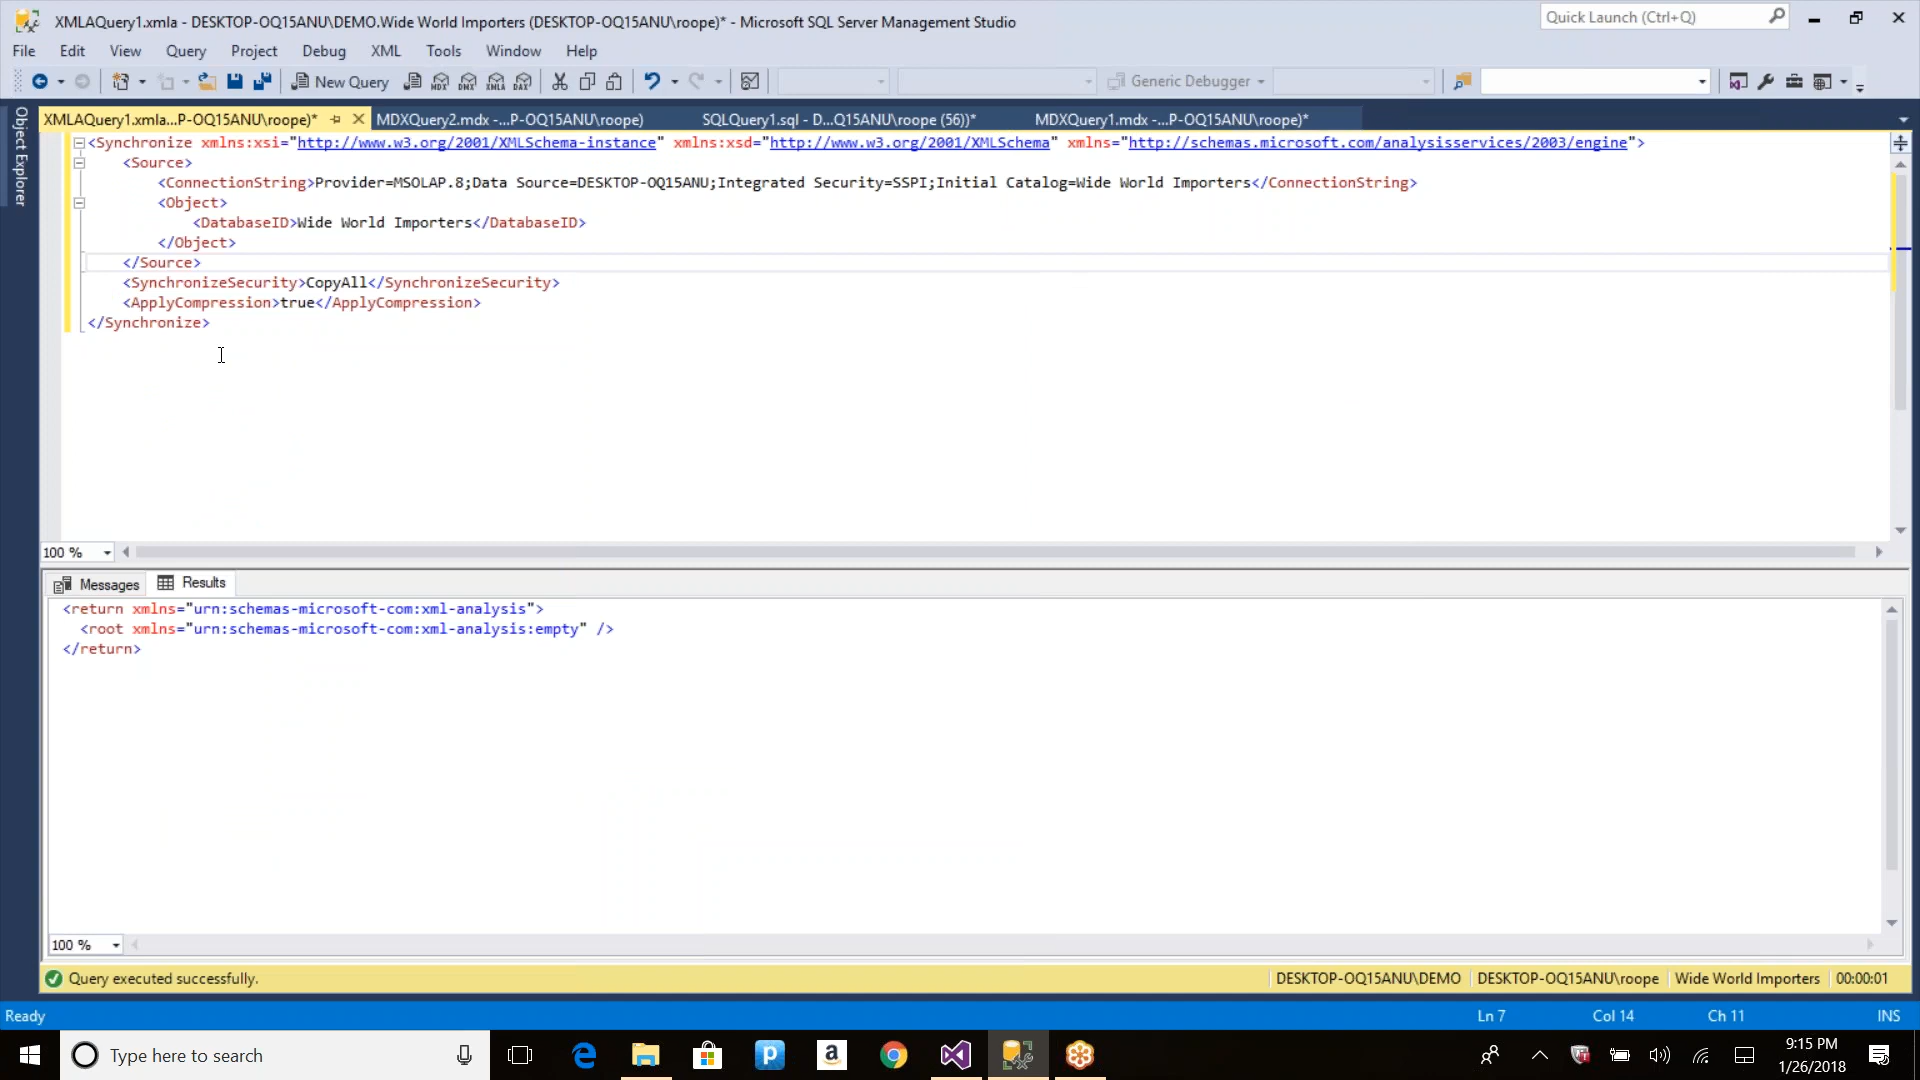 XMLAQuery1.xmla - DESKTOP-OQ15ANU\DEMO.Wide World Importers (DESKTOP-OQ15ANU\roope)* - Microsoft SQL Server Management Studio
Quick Launch (Ctrl+Q)
File Edit View Query Project Debug XML Tools Window Help
New Query MDX DMX XMLA DAX Generic Debugger
Object Explorer
XMLAQuery1.xmla...P-OQ15ANU\roope)* MDXQuery2.mdx -...P-OQ15ANU\roope) SQLQuery1.sql - D...Q15ANU\roope (56))* MDXQuery1.mdx -...P-OQ15ANU\roope)*
<Synchronize xmlns:xsi="http://www.w3.org/2001/XMLSchema-instance" xmlns:xsd="http://www.w3.org/2001/XMLSchema" xmlns="http://schemas.microsoft.com/analysisservices/2003/engine">
<Source>
<ConnectionString>Provider=MSOLAP.8;Data Source=DESKTOP-OQ15ANU;Integrated Security=SSPI;Initial Catalog=Wide World Importers</ConnectionString>
<Object>
<DatabaseID>Wide World Importers</DatabaseID>
</Object>
</Source>
<SynchronizeSecurity>CopyAll</SynchronizeSecurity>
<ApplyCompression>true</ApplyCompression>
</Synchronize>
100 %
Messages Results
<return xmlns="urn:schemas-microsoft-com:xml-analysis">
<root xmlns="urn:schemas-microsoft-com:xml-analysis:empty" />
</return>
100 %
Query executed successfully. DESKTOP-OQ15ANU\DEMO DESKTOP-OQ15ANU\roope Wide World Importers 00:00:01
Ready Ln 7 Col 14 Ch 11 INS
Type here to search
9:15 PM
1/26/2018